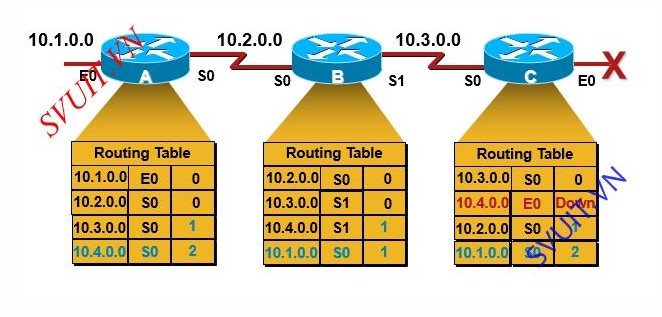 10.1.0.0 10.2.0.0 10.3.0.0
A B C
E0 S0 S0 S1 S0 E0 X
SVUIT.VN
Routing Table
10.1.0.0 E0 0
10.2.0.0 S0 0
10.3.0.0 S0 1
10.4.0.0 S0 2
Routing Table
10.2.0.0 S0 0
10.3.0.0 S1 0
10.4.0.0 S1 1
10.1.0.0 S0 1
Routing Table
10.3.0.0 S0 0
10.4.0.0 E0 Down
10.2.0.0 S0 1
10.1.0.0 S0 2
SVUIT.VN